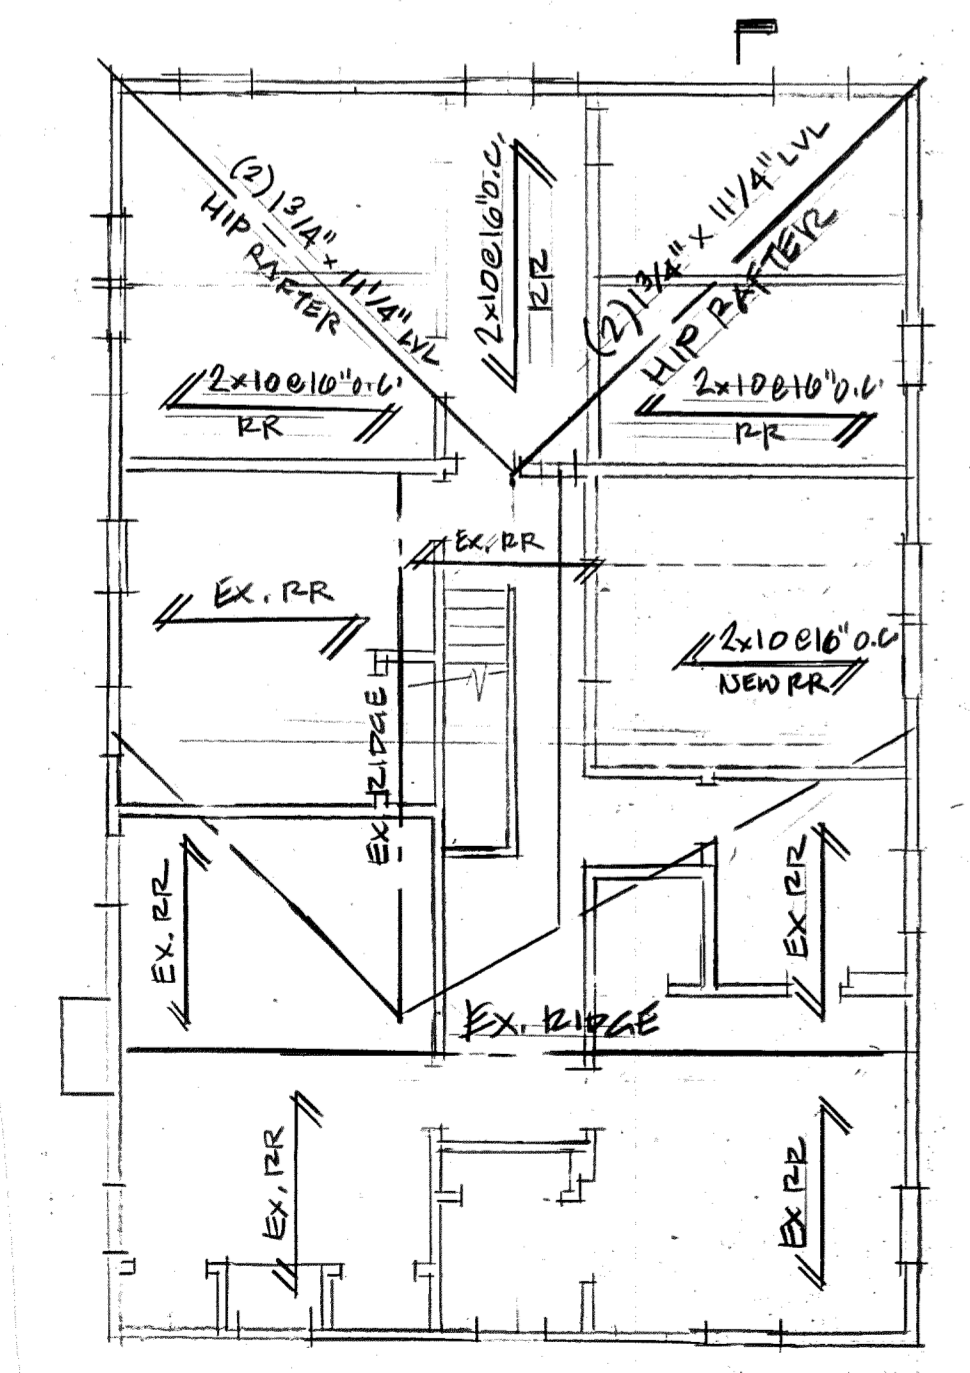 (2) 1 3/4" x 11 1/4" LVL
HIP RAFTER
2x10@16"O.C.
RR
(2) 1 3/4" x 11 1/4" LVL
HIP RAFTER
2x10@16"O.C.
RR
2x10@16"O.C.
RR
EX. RR
EX. RR
2x10@16"O.C.
NEW RR
EX. RIDGE
EX. RR
EX RR
EX. RIDGE
EX. RR
EX RR